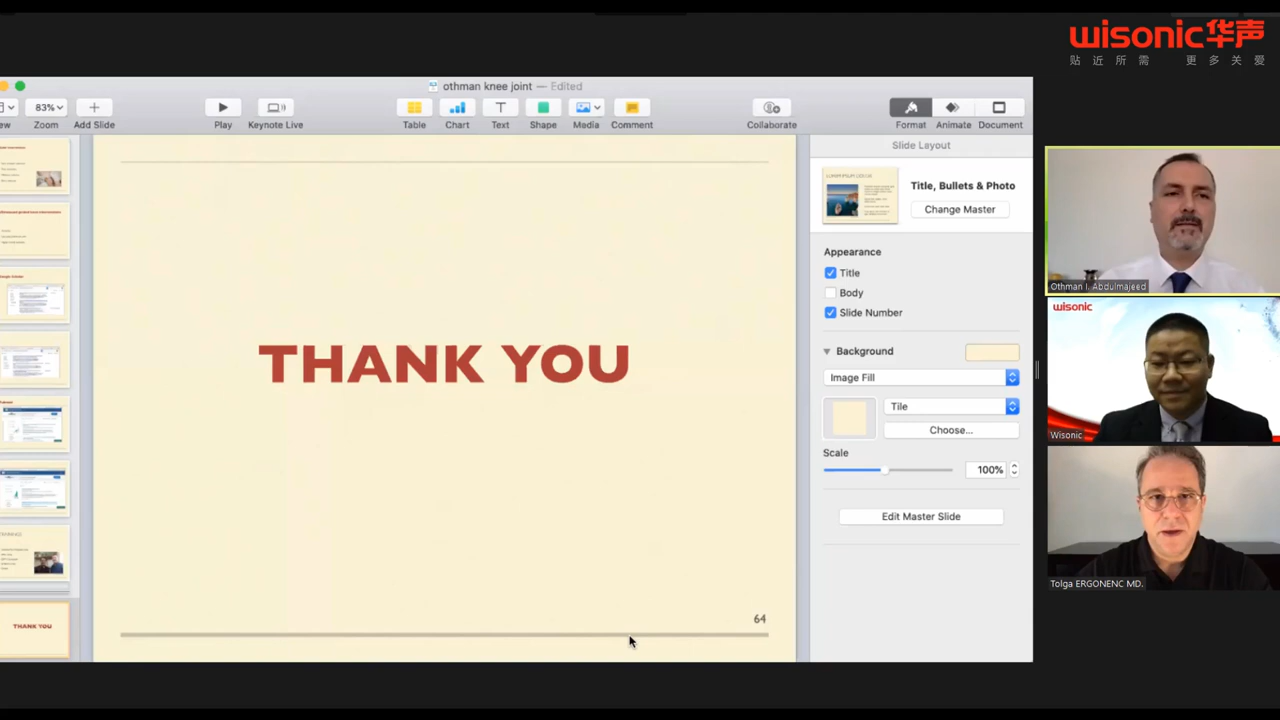 wisonic华声
贴近所需 更多关爱
othman knee joint — Edited
83%
Zoom
Add Slide
Play
Keynote Live
Table
Chart
Text
Shape
Media
Comment
Collaborate
Format
Animate
Document
Slide Layout
Title, Bullets & Photo
Change Master
Appearance
Title
Body
Slide Number
Background
Image Fill
Tile
Choose...
Scale
100%
Edit Master Slide
THANK YOU
64
THANK YOU
Othman I. Abdulmajeed
wisonic
Wisonic
Tolga ERGONENC MD.